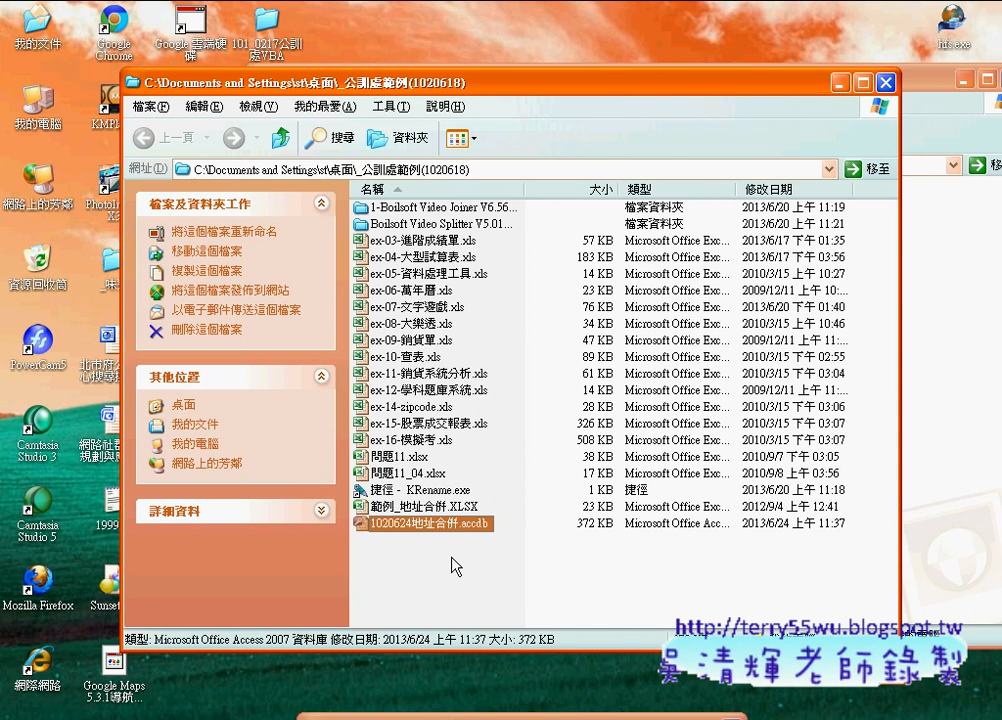 我的文件
Google Chrome
Google 雲端硬碟
101_0217公訓處VBA
hfs.exe
C:\Documents and Settings\st\桌面\_公訓處範例(1020618)
檔案(F) 編輯(E) 檢視(V) 我的最愛(A) 工具(T) 說明(H)
上一頁 搜尋 資料夾
網址(D) C:\Documents and Settings\st\桌面\_公訓處範例(1020618) 移至
我的電腦
網路上的芳鄰
資源回收筒
PowerCam5
Camtasia Studio 3
Camtasia Studio 5
Mozilla Firefox
網際網路
Google Maps 5.3.1導航...
檔案及資料夾工作
將這個檔案重新命名
移動這個檔案
複製這個檔案
將這個檔案發佈到網站
以電子郵件傳送這個檔案
刪除這個檔案
其他位置
桌面
我的文件
我的電腦
網路上的芳鄰
詳細資料
名稱 大小 類型 修改日期
1-Boilsoft Video Joiner V6.56... 檔案資料夾 2013/6/20 上午 11:19
Boilsoft Video Splitter V5.01... 檔案資料夾 2013/6/20 上午 11:21
ex-03-進階成績單.xls 57 KB Microsoft Office Exc... 2013/6/17 下午 01:35
ex-04-大型試算表.xls 183 KB Microsoft Office Exc... 2013/6/17 下午 03:56
ex-05-資料處理工具.xls 14 KB Microsoft Office Exc... 2010/3/15 上午 10:27
ex-06-萬年曆.xls 23 KB Microsoft Office Exc... 2009/12/11 上午 10:...
ex-07-文字遊戲.xls 76 KB Microsoft Office Exc... 2013/6/20 上午 01:40
ex-08-大樂透.xls 34 KB Microsoft Office Exc... 2010/3/15 上午 10:46
ex-09-銷貨單.xls 47 KB Microsoft Office Exc... 2009/12/11 上午 11:...
ex-10-查表.xls 89 KB Microsoft Office Exc... 2010/3/15 下午 02:55
ex-11-銷貨系統分析.xls 61 KB Microsoft Office Exc... 2010/3/15 下午 03:04
ex-12-學科題庫系統.xls 14 KB Microsoft Office Exc... 2009/12/11 上午 11:...
ex-14-zipcode.xls 28 KB Microsoft Office Exc... 2010/3/15 下午 03:06
ex-15-股票成交報表.xls 326 KB Microsoft Office Exc... 2010/3/15 下午 03:07
ex-16-模擬考.xls 508 KB Microsoft Office Exc... 2010/3/15 下午 03:07
問題11.xlsx 38 KB Microsoft Office Exc... 2010/9/7 下午 03:05
問題11_04.xlsx 17 KB Microsoft Office Exc... 2010/9/8 上午 03:56
捷徑 - KRename.exe 1 KB 捷徑 2013/6/20 上午 11:18
範例_地址合併.XLSX 23 KB Microsoft Office Exc... 2012/9/4 上午 12:41
1020624地址合併.accdb 372 KB Microsoft Office Acc... 2013/6/24 上午 11:37
類型: Microsoft Office Access 2007 資料庫 修改日期: 2013/6/24 上午 11:37 大小: 372 KB
http://terry55wu.blogspot.tw
吳清輝老師錄製